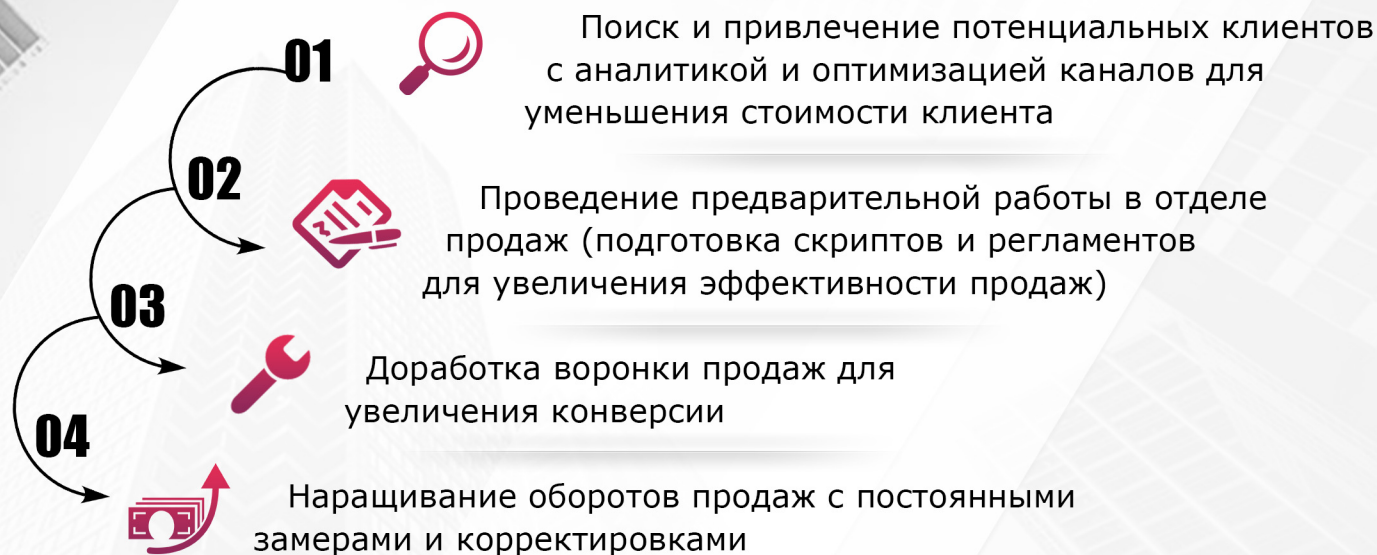 01
Поиск и привлечение потенциальных клиентов
с аналитикой и оптимизацией каналов для
уменьшения стоимости клиента
02
Проведение предварительной работы в отделе
продаж (подготовка скриптов и регламентов
для увеличения эффективности продаж)
03
Доработка воронки продаж для
увеличения конверсии
04
Наращивание оборотов продаж с постоянными
замерами и корректировками